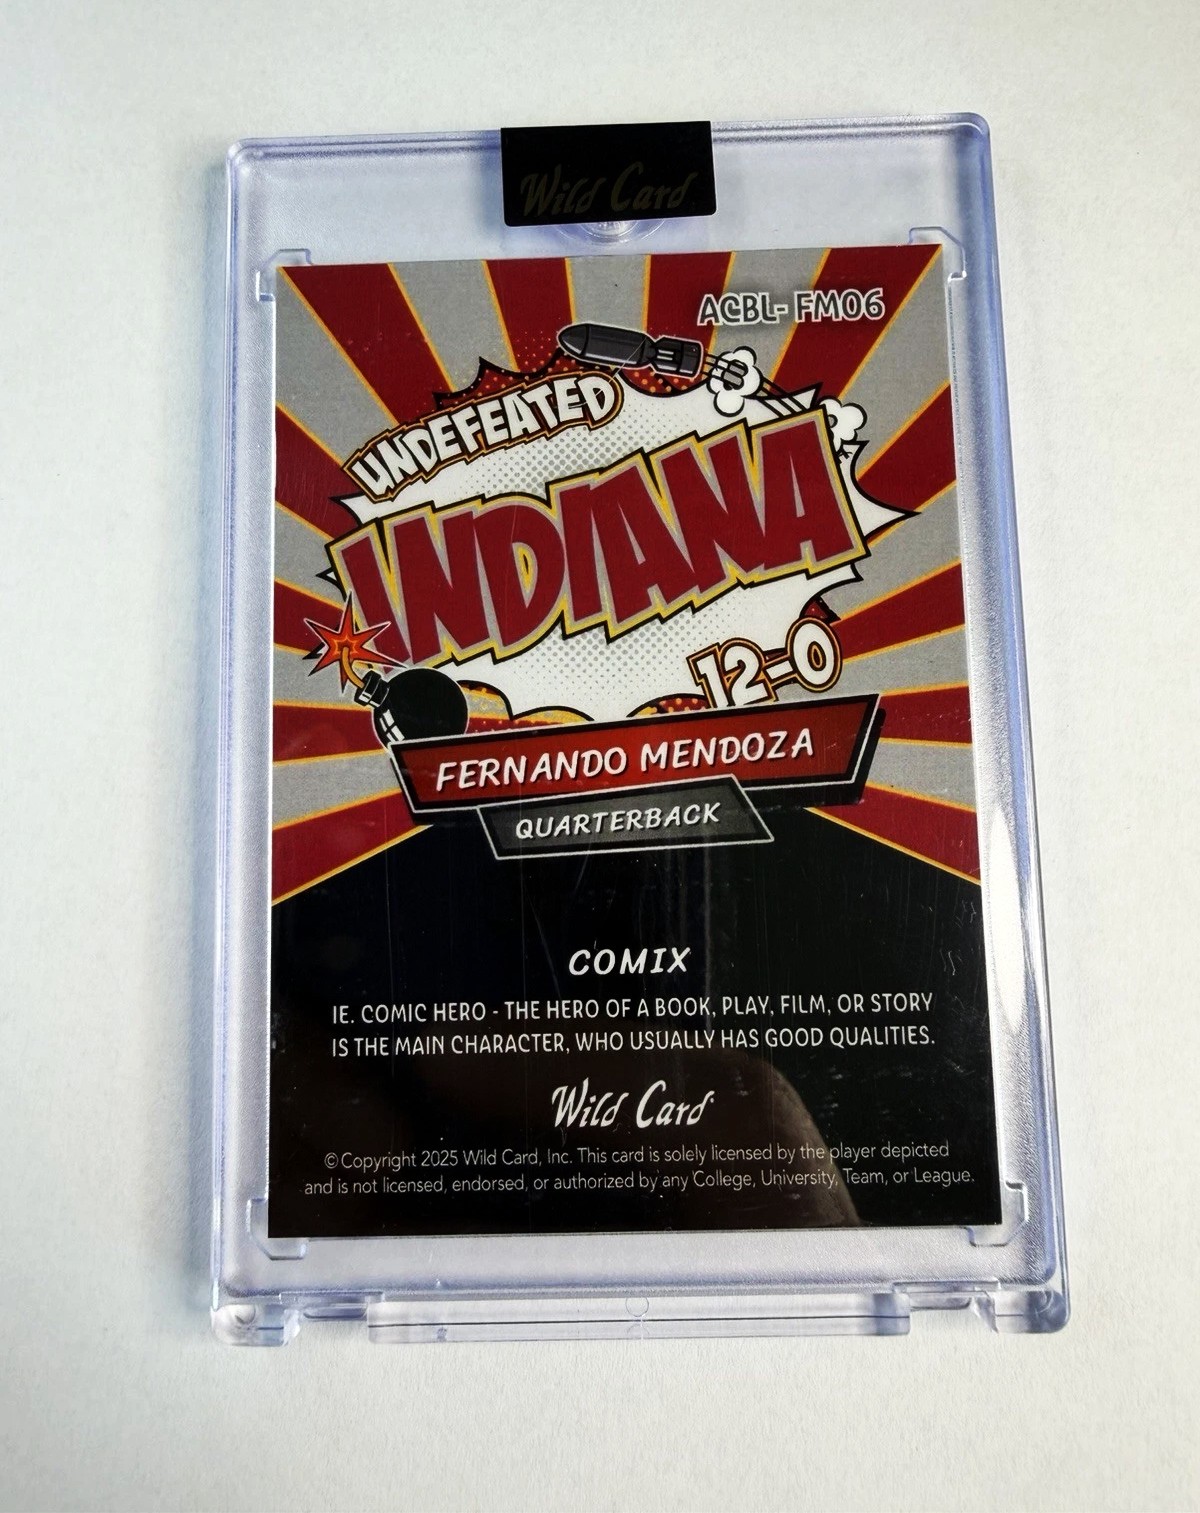 Wild Card
ACBL- FM06
UNDEFEATED
INDIANA
12-0
FERNANDO MENDOZA
QUARTERBACK
COMIX
IE. COMIC HERO - THE HERO OF A BOOK, PLAY, FILM, OR STORY
IS THE MAIN CHARACTER, WHO USUALLY HAS GOOD QUALITIES.
Wild Card
© Copyright 2025 Wild Card, Inc. This card is solely licensed by the player depicted
and is not licensed, endorsed, or authorized by any College, University, Team, or League.